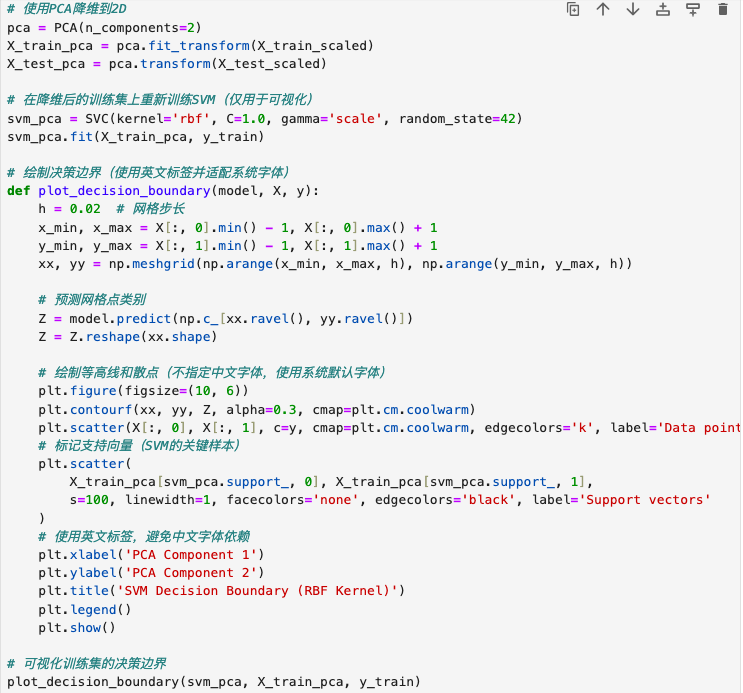 # 使用PCA降维到2D
pca = PCA(n_components=2)
X_train_pca = pca.fit_transform(X_train_scaled)
X_test_pca = pca.transform(X_test_scaled)

# 在降维后的训练集上重新训练SVM（仅用于可视化）
svm_pca = SVC(kernel='rbf', C=1.0, gamma='scale', random_state=42)
svm_pca.fit(X_train_pca, y_train)

# 绘制决策边界（使用英文标签并适配系统字体）
def plot_decision_boundary(model, X, y):
    h = 0.02  # 网格步长
    x_min, x_max = X[:, 0].min() - 1, X[:, 0].max() + 1
    y_min, y_max = X[:, 1].min() - 1, X[:, 1].max() + 1
    xx, yy = np.meshgrid(np.arange(x_min, x_max, h), np.arange(y_min, y_max, h))

    # 预测网格点类别
    Z = model.predict(np.c_[xx.ravel(), yy.ravel()])
    Z = Z.reshape(xx.shape)

    # 绘制等高线和散点（不指定中文字体，使用系统默认字体）
    plt.figure(figsize=(10, 6))
    plt.contourf(xx, yy, Z, alpha=0.3, cmap=plt.cm.coolwarm)
    plt.scatter(X[:, 0], X[:, 1], c=y, cmap=plt.cm.coolwarm, edgecolors='k', label='Data point
    # 标记支持向量（SVM的关键样本）
    plt.scatter(
        X_train_pca[svm_pca.support_, 0], X_train_pca[svm_pca.support_, 1],
        s=100, linewidth=1, facecolors='none', edgecolors='black', label='Support vectors'
    )
    # 使用英文标签，避免中文字体依赖
    plt.xlabel('PCA Component 1')
    plt.ylabel('PCA Component 2')
    plt.title('SVM Decision Boundary (RBF Kernel)')
    plt.legend()
    plt.show()

# 可视化训练集的决策边界
plot_decision_boundary(svm_pca, X_train_pca, y_train)